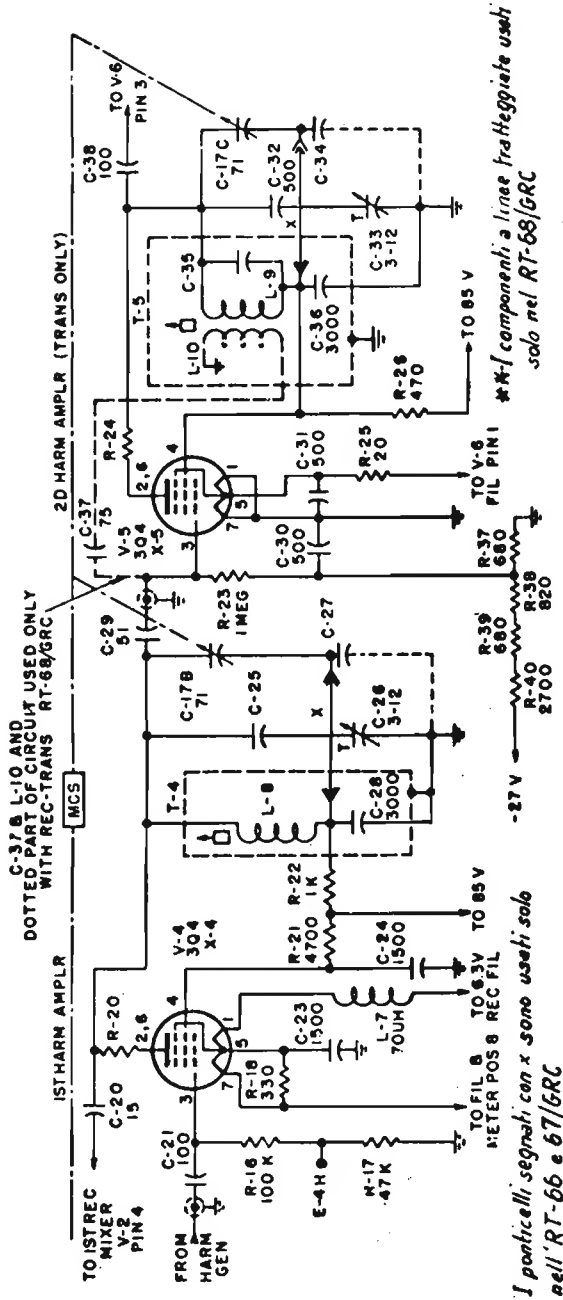 C-37 & L-10 AND
DOTTED PART OF CIRCUIT USED ONLY
WITH REC-TRANS RT-68/GRC
MCS
1ST HARM AMPLR
2D HARM AMPLR (TRANS ONLY)
TO 1ST REC
MIXER
V-2
PIN 4
C-20
15
R-20
V-4
3Q4
X-4
2,6
4
3
7
5
1
FROM
HARM
GEN
C-21
100
R-16
100 K
E-4H
R-17
47K
R-18
330
C-23
1500
L-7
70UH
TO FIL &
METER POS 8
TO 6.3V
REC FIL
R-21
4700
C-24
1500
R-22
1K
TO 85 V
T-4
L-8
C-28
3000
C-25
T
C-26
3-12
X
C-17B
71
C-27
C-29
51
C-37
75
V-5
3Q4
X-5
R-24
2,6
4
3
7
5
1
R-23
1 MEG
C-30
500
C-31
500
R-25
20
TO V-6
FIL PIN 1
R-26
470
TO 85 V
T-5
L-10
L-9
C-35
C-36
3000
X
C-32
500
T
C-33
3-12
C-17C
71
C-34
C-38
100
TO V-6
PIN 3
-27 V
R-40
2700
R-39
680
R-38
820
R-37
680
I ponticelli segnati con x sono usati solo
nell'RT-66 e 67/GRC
I componenti a linee tratteggiate usati
solo nel RT-68/GRC